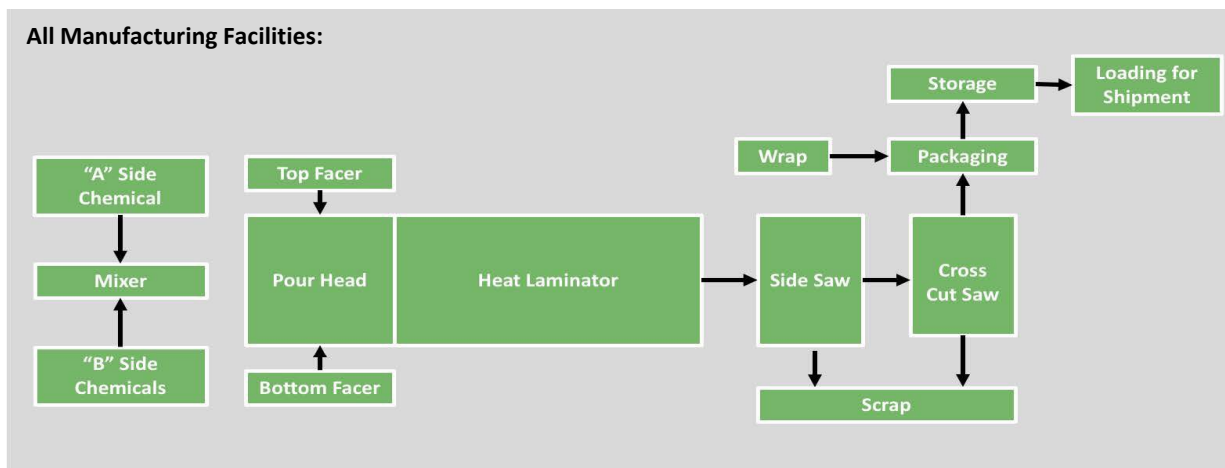 All Manufacturing Facilities:
Storage
Loading for
Shipment
Wrap
Packaging
“A” Side
Chemical
Top Facer
Mixer
Pour Head
Heat Laminator
Side Saw
Cross
Cut Saw
“B” Side
Chemicals
Bottom Facer
Scrap